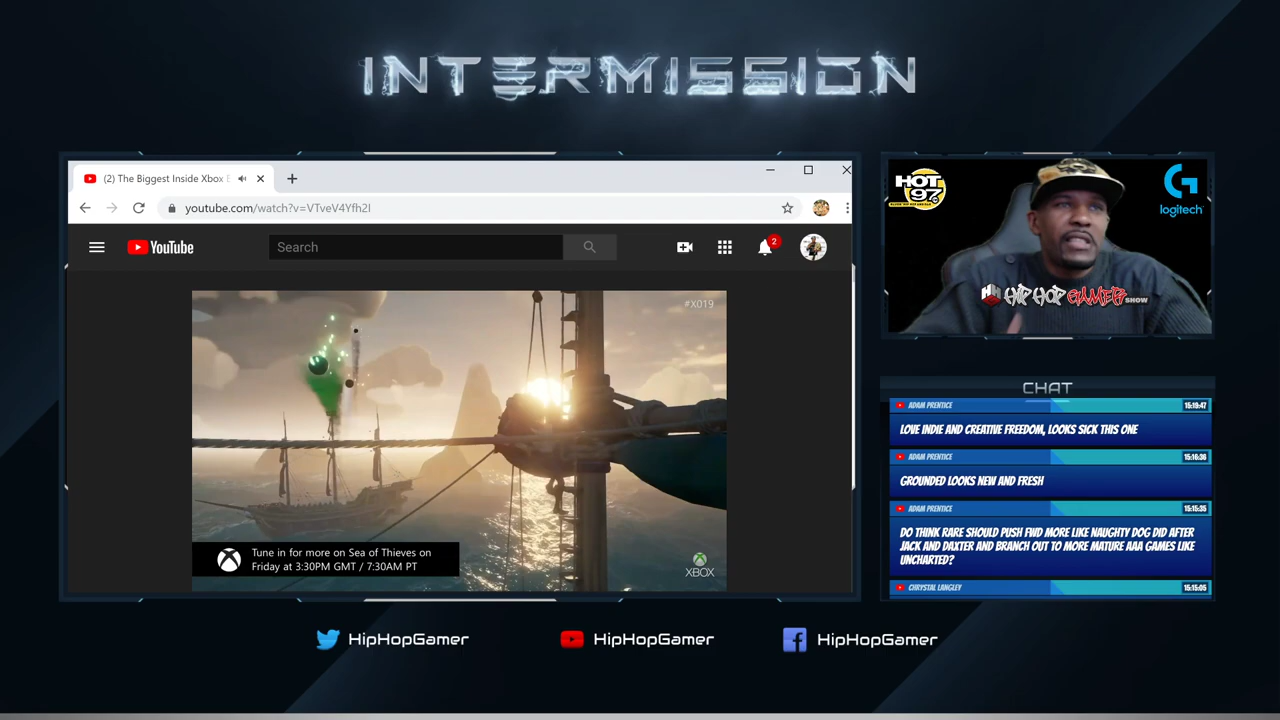 INTERMISSION
(2) The Biggest Inside Xbox E
youtube.com/watch?v=VTveV4Yfh2I
YouTube
Search
2
#X019
Tune in for more on Sea of Thieves on
Friday at 3:30PM GMT / 7:30AM PT
XBOX
HOT
97
logitech
HIP HOP GAMER SHOW
CHAT
ADAM PRENTICE 15:19:47
LOVE INDIE AND CREATIVE FREEDOM, LOOKS SICK THIS ONE
ADAM PRENTICE 15:16:36
GROUNDED LOOKS NEW AND FRESH
ADAM PRENTICE 15:15:35
DO THINK RARE SHOULD PUSH FWD MORE LIKE NAUGHTY DOG DID AFTER
JACK AND DAXTER AND BRANCH OUT TO MORE MATURE AAA GAMES LIKE
UNCHARTED?
CHRYSTAL LANGLEY 15:15:05
HipHopGamer
HipHopGamer
HipHopGamer